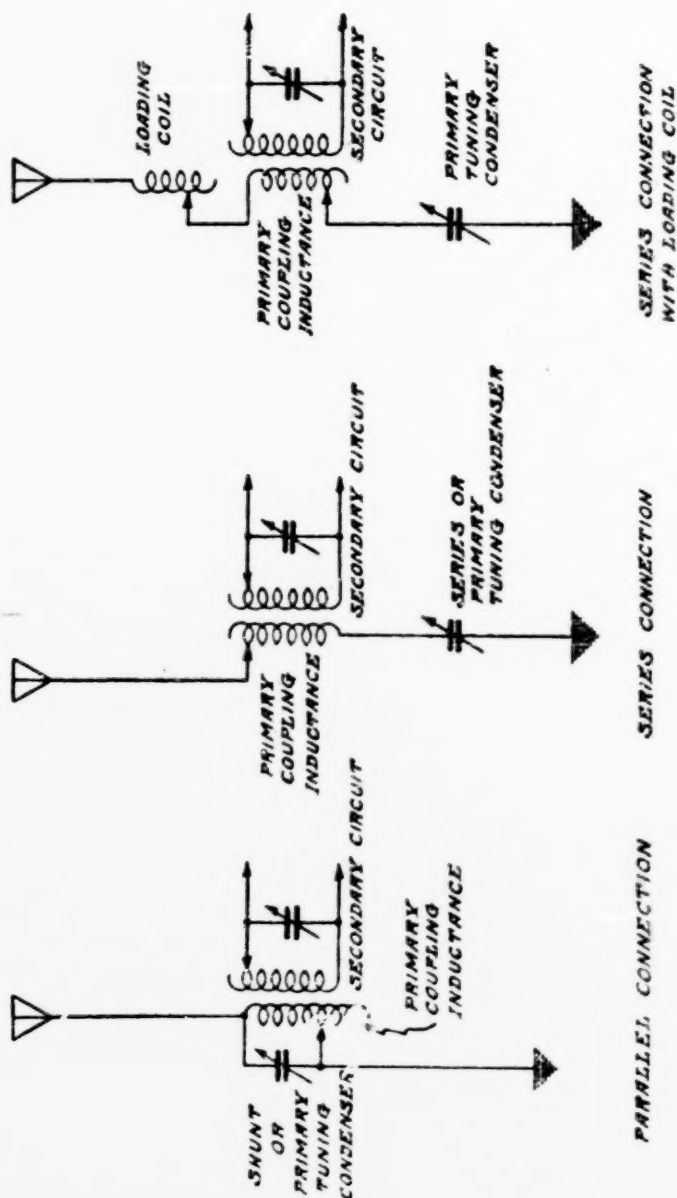 SHUNT
OR
PRIMARY
TUNING
CONDENSER
SECONDARY CIRCUIT
PRIMARY
COUPLING
INDUCTANCE
PARALLEL CONNECTION
PRIMARY
COUPLING
INDUCTANCE
SECONDARY CIRCUIT
SERIES OR
PRIMARY
TUNING CONDENSER
SERIES CONNECTION
LOADING
COIL
PRIMARY
COUPLING
INDUCTANCE
SECONDARY
CIRCUIT
PRIMARY
TUNING
CONDENSER
SERIES CONNECTION
WITH LOADING COIL